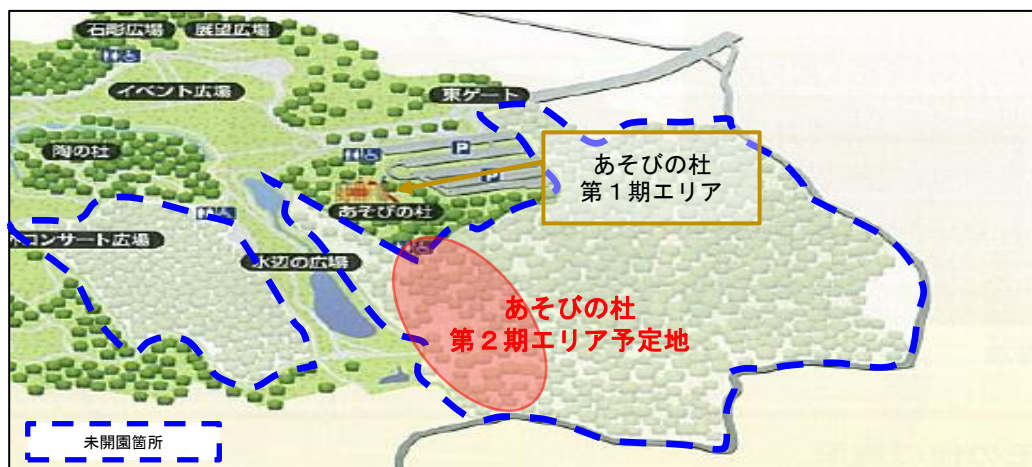 石彫広場
展望広場
イベント広場
東ゲート
陶の杜
P
P
あそびの杜
第１期エリア
あそびの杜
コンサート広場
水辺の広場
あそびの杜
第２期エリア予定地
未開園箇所